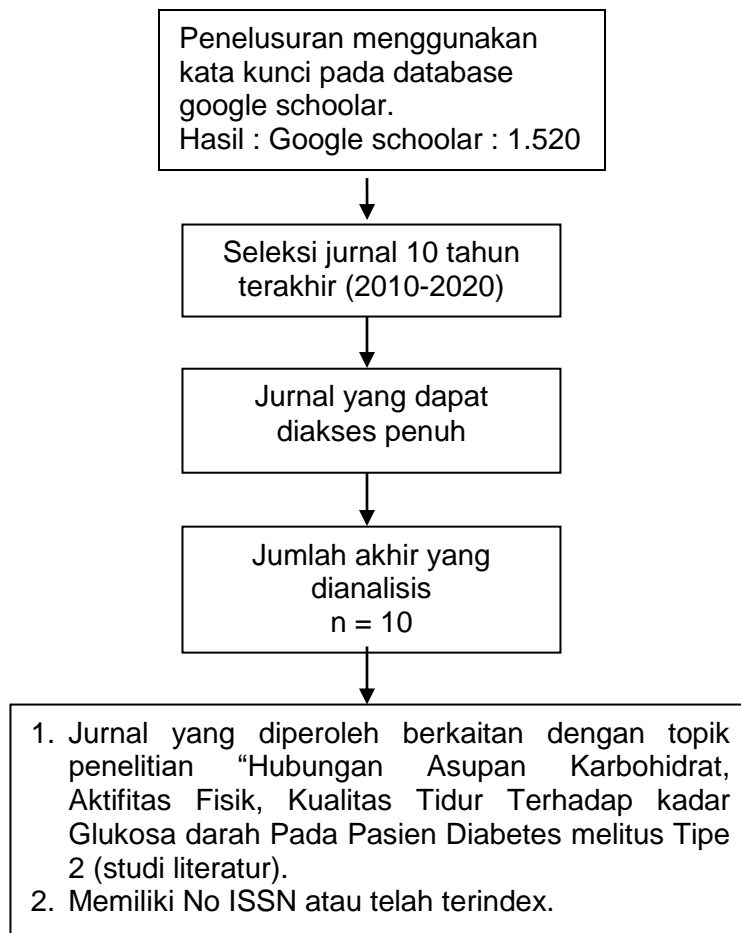 Penelusuran menggunakan
kata kunci pada database
google schoolar.
Hasil : Google schoolar : 1.520
Seleksi jurnal 10 tahun
terakhir (2010-2020)
Jurnal yang dapat
diakses penuh
Jumlah akhir yang
dianalisis
n = 10
1. Jurnal yang diperoleh berkaitan dengan topik
penelitian “Hubungan Asupan Karbohidrat,
Aktifitas Fisik, Kualitas Tidur Terhadap kadar
Glukosa darah Pada Pasien Diabetes melitus Tipe
2 (studi literatur).
2. Memiliki No ISSN atau telah terindex.